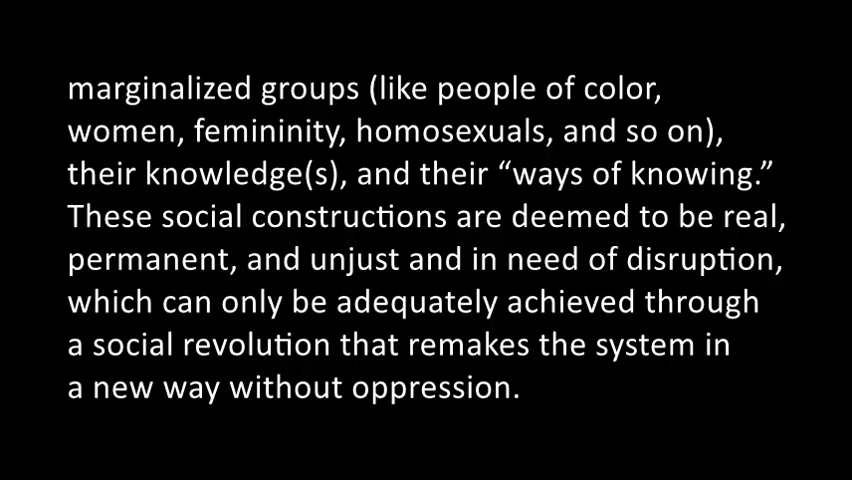 marginalized groups (like people of color,
women, femininity, homosexuals, and so on),
their knowledge(s), and their “ways of knowing.”
These social constructions are deemed to be real,
permanent, and unjust and in need of disruption,
which can only be adequately achieved through
a social revolution that remakes the system in
a new way without oppression.